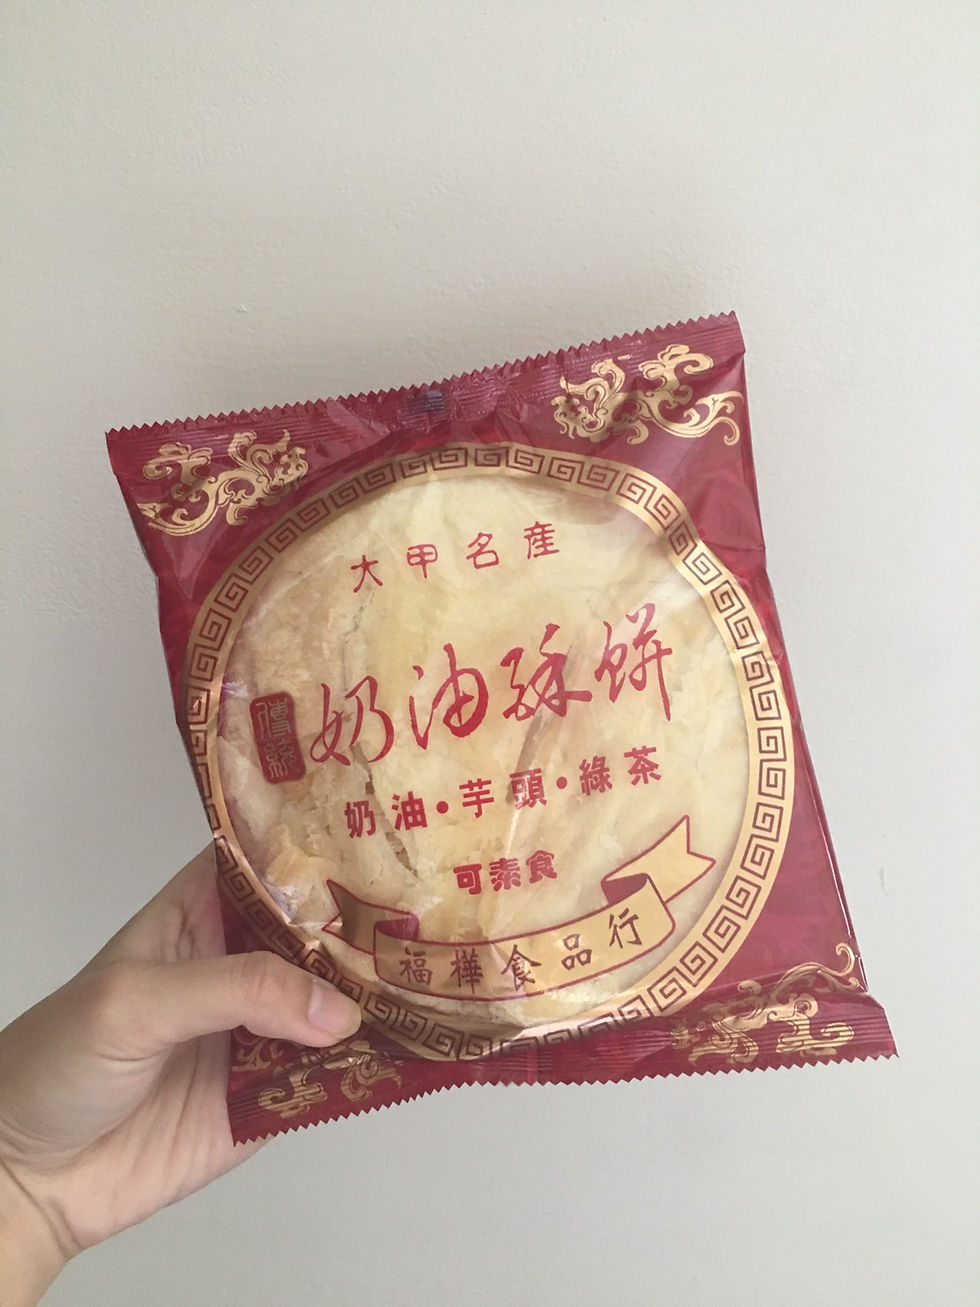 大甲名產
傳統
奶油酥餅
奶油・芋頭・綠茶
可素食
福樺食品行